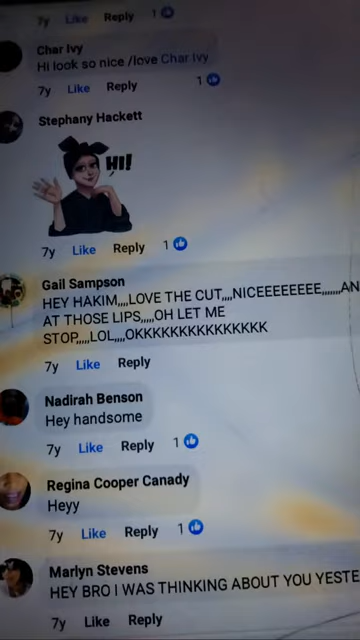 7y Like Reply 1
Char Ivy
Hi look so nice /love Char Ivy
7y Like Reply 1
Stephany Hackett
HI!
7y Like Reply 1
Gail Sampson
HEY HAKIM,,,,LOVE THE CUT,,,,NICEEEEEEEE,,,,,,,AN
AT THOSE LIPS,,,,,OH LET ME
STOP,,,,,LOL,,,,OKKKKKKKKKKKKKKK
7y Like Reply
Nadirah Benson
Hey handsome
7y Like Reply 1
Regina Cooper Canady
Heyy
7y Like Reply 1
Marlyn Stevens
HEY BRO I WAS THINKING ABOUT YOU YESTE
7y Like Reply